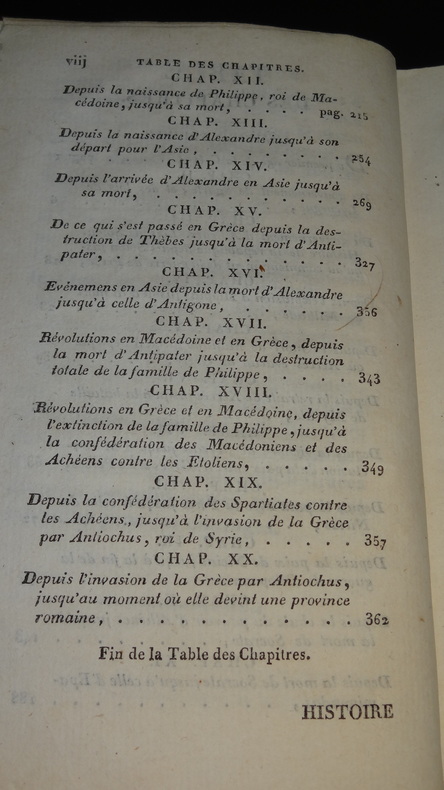 viij TABLE DES CHAPITRES.
CHAP. XII.
Depuis la naissance de Philippe, roi de Ma-
cédoine, jusqu'à sa mort, . . . . pag. 215
CHAP. XIII.
Depuis la naissance d'Alexandre jusqu'à son
départ pour l'Asie, . . . . . . . . 254
CHAP. XIV.
Depuis l'arrivée d'Alexandre en Asie jusqu'à
sa mort, . . . . . . . . . . . 269
CHAP. XV.
De ce qui s'est passé en Grèce depuis la des-
truction de Thèbes jusqu'à la mort d'Anti-
pater, . . . . . . . . . . . . 327
CHAP. XVI.
Evénemens en Asie depuis la mort d'Alexandre
jusqu'à celle d'Antigone, . . . . . . 336
CHAP. XVII.
Révolutions en Macédoine et en Grèce, depuis
la mort d'Antipater jusqu'à la destruction
totale de la famille de Philippe, . . . . 343
CHAP. XVIII.
Révolutions en Grèce et en Macédoine, depuis
l'extinction de la famille de Philippe, jusqu'à
la confédération des Macédoniens et des
Achéens contre les Etoliens, . . . . . 349
CHAP. XIX.
Depuis la confédération des Spartiates contre
les Achéens, jusqu'à l'invasion de la Grèce
par Antiochus, roi de Syrie, . . . . . 357
CHAP. XX.
Depuis l'invasion de la Grèce par Antiochus,
jusqu'au moment où elle devint une province
romaine, . . . . . . . . . . . . 362
Fin de la Table des Chapitres.
HISTOIRE